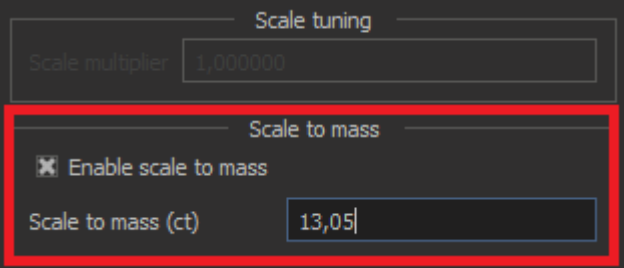 Scale tuning
Scale multiplier 1,000000
Scale to mass
Enable scale to mass
Scale to mass (ct) 13,05